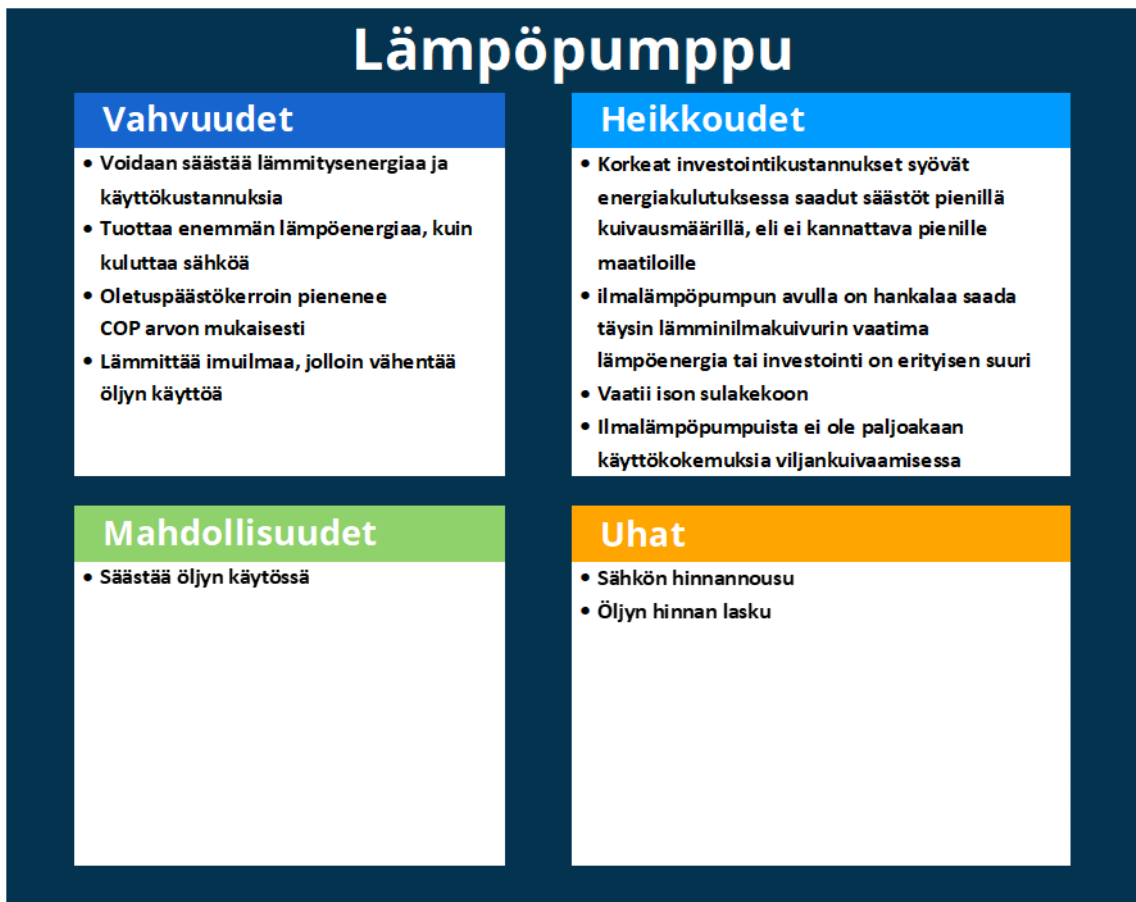 Lämpöpumppu
Vahvuudet
• Voidaan säästää lämmitysenergiaa ja
käyttökustannuksia
• Tuottaa enemmän lämpöenergiaa, kuin
kuluttaa sähköä
• Oletuspäästökerroin pienenee
COP arvon mukaisesti
• Lämmittää imuilmaa, jolloin vähentää
öljyn käyttöä
Heikkoudet
• Korkeat investointikustannukset syövät
energiakulutuksessa saadut säästöt pienillä
kuivausmäärillä, eli ei kannattava pienille
maatiloille
• ilmalämpöpumpun avulla on hankalaa saada
täysin lämminilmakuivurin vaatima
lämpöenergia tai investointi on erityisen suuri
• Vaatii ison sulakekoon
• Ilmalämpöpumpuista ei ole paljoakaan
käyttökokemuksia viljankuivaamisessa
Mahdollisuudet
• Säästää öljyn käytössä
Uhat
• Sähkön hinnannousu
• Öljyn hinnan lasku